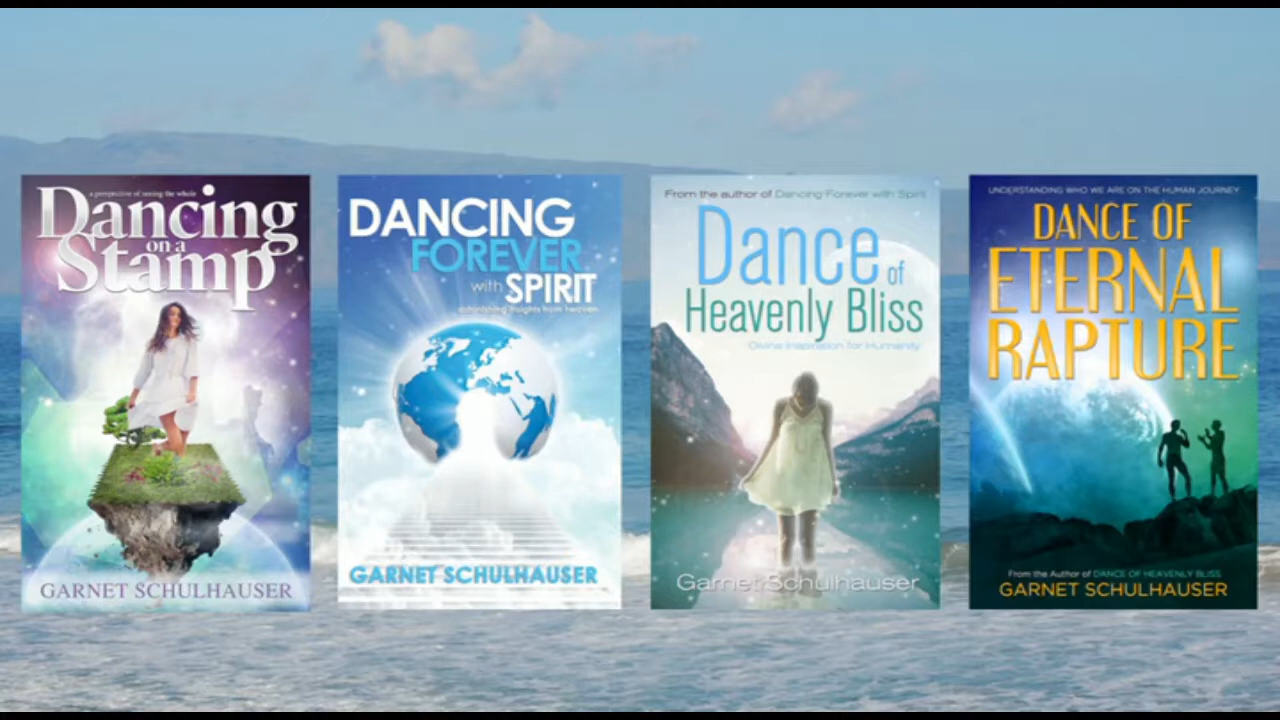 a perspective of seeing the whole
Dancing
on a
Stamp
GARNET SCHULHAUSER
DANCING
FOREVER
with SPIRIT
astonishing insights from heaven
GARNET SCHULHAUSER
From the author of Dancing Forever with Spirit
Dance of
Heavenly Bliss
Divine Inspiration for Humanity
Garnet Schulhauser
UNDERSTANDING WHO WE ARE ON THE HUMAN JOURNEY
DANCE OF
ETERNAL
RAPTURE
From the Author of DANCE OF HEAVENLY BLISS
GARNET SCHULHAUSER